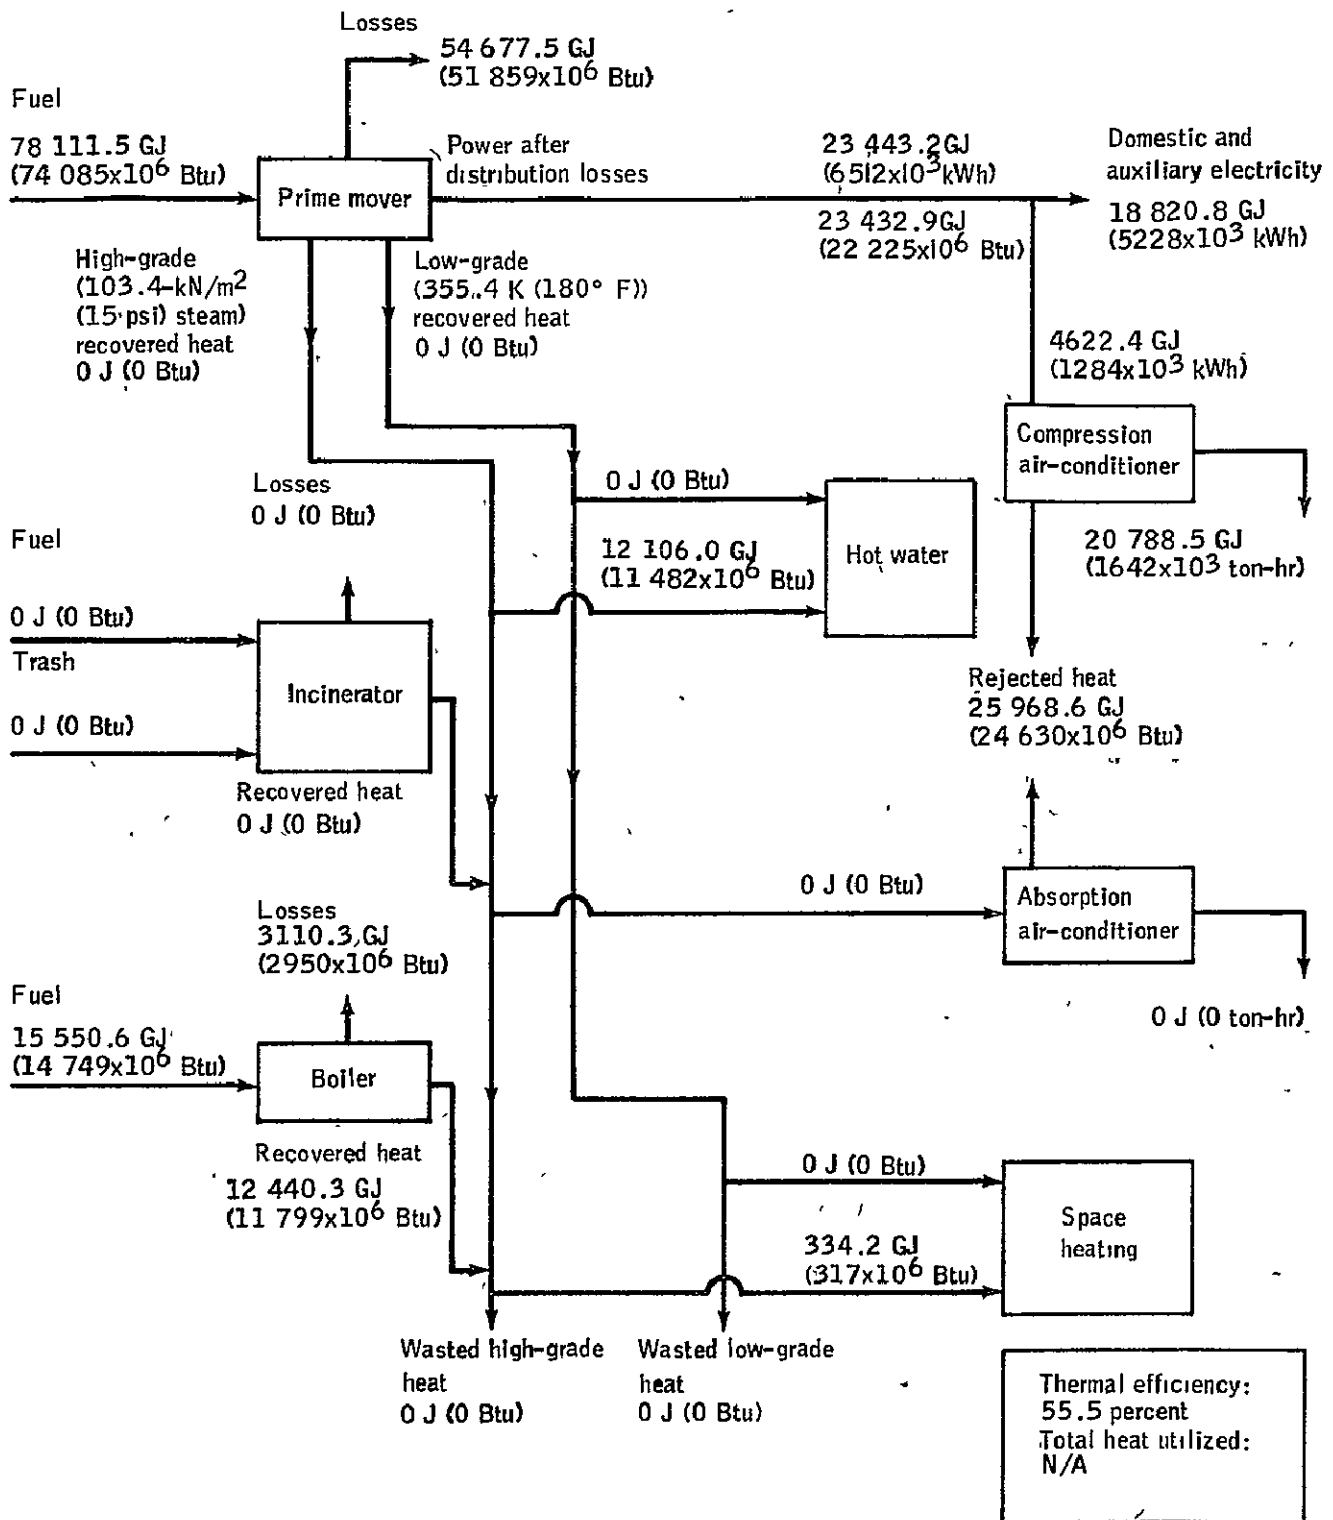 Losses
54 677.5 GJ
(51 859x10⁶ Btu)
Fuel
78 111.5 GJ
(74 085x10⁶ Btu)
Prime mover
Power after
distribution losses
23 443.2GJ
(6512x10³kWh)
23 432.9GJ
(22 225x10⁶ Btu)
Domestic and
auxiliary electricity
18 820.8 GJ
(5228x10³ kWh)
High-grade
(103.4-kN/m²
(15 psi) steam)
recovered heat
0 J (0 Btu)
Low-grade
(355.4 K (180° F))
recovered heat
0 J (0 Btu)
4622.4 GJ
(1284x10³ kWh)
Compression
air-conditioner
20 788.5 GJ
(1642x10³ ton-hr)
Losses
0 J (0 Btu)
0 J (0 Btu)
12 106.0 GJ
(11 482x10⁶ Btu)
Hot water
Fuel
0 J (0 Btu)
Trash
0 J (0 Btu)
Incinerator
Recovered heat
0 J (0 Btu)
Rejected heat
25 968.6 GJ
(24 630x10⁶ Btu)
0 J (0 Btu)
Absorption
air-conditioner
0 J (0 ton-hr)
Losses
3110.3 GJ
(2950x10⁶ Btu)
Fuel
15 550.6 GJ
(14 749x10⁶ Btu)
Boiler
Recovered heat
12 440.3 GJ
(11 799x10⁶ Btu)
0 J (0 Btu)
334.2 GJ
(317x10⁶ Btu)
Space
heating
Wasted high-grade
heat
0 J (0 Btu)
Wasted low-grade
heat
0 J (0 Btu)
Thermal efficiency:
55.5 percent
Total heat utilized:
N/A